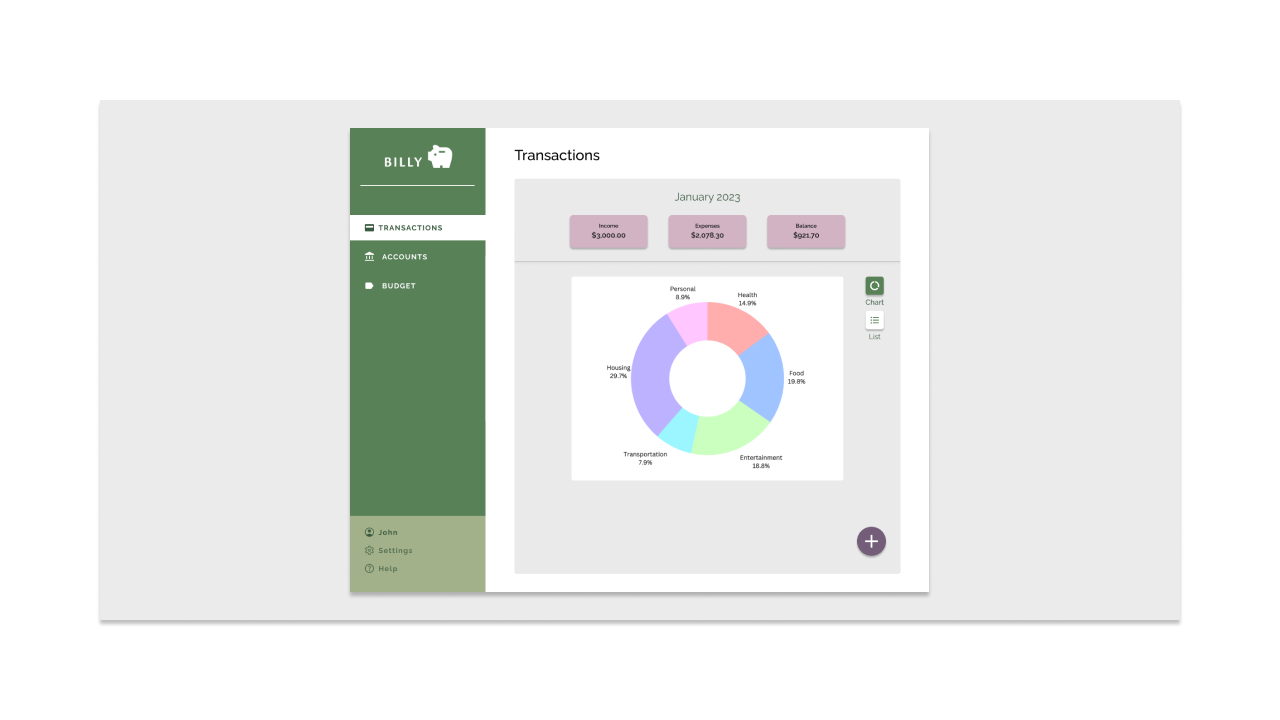 BILLY
TRANSACTIONS
ACCOUNTS
BUDGET
John
Settings
Help
Transactions
January 2023
Income
$3,000.00
Expenses
$2,078.30
Balance
$921.70
Personal
8.9%
Health
14.9%
Housing
29.7%
Food
19.8%
Transportation
7.9%
Entertainment
18.8%
Chart
List